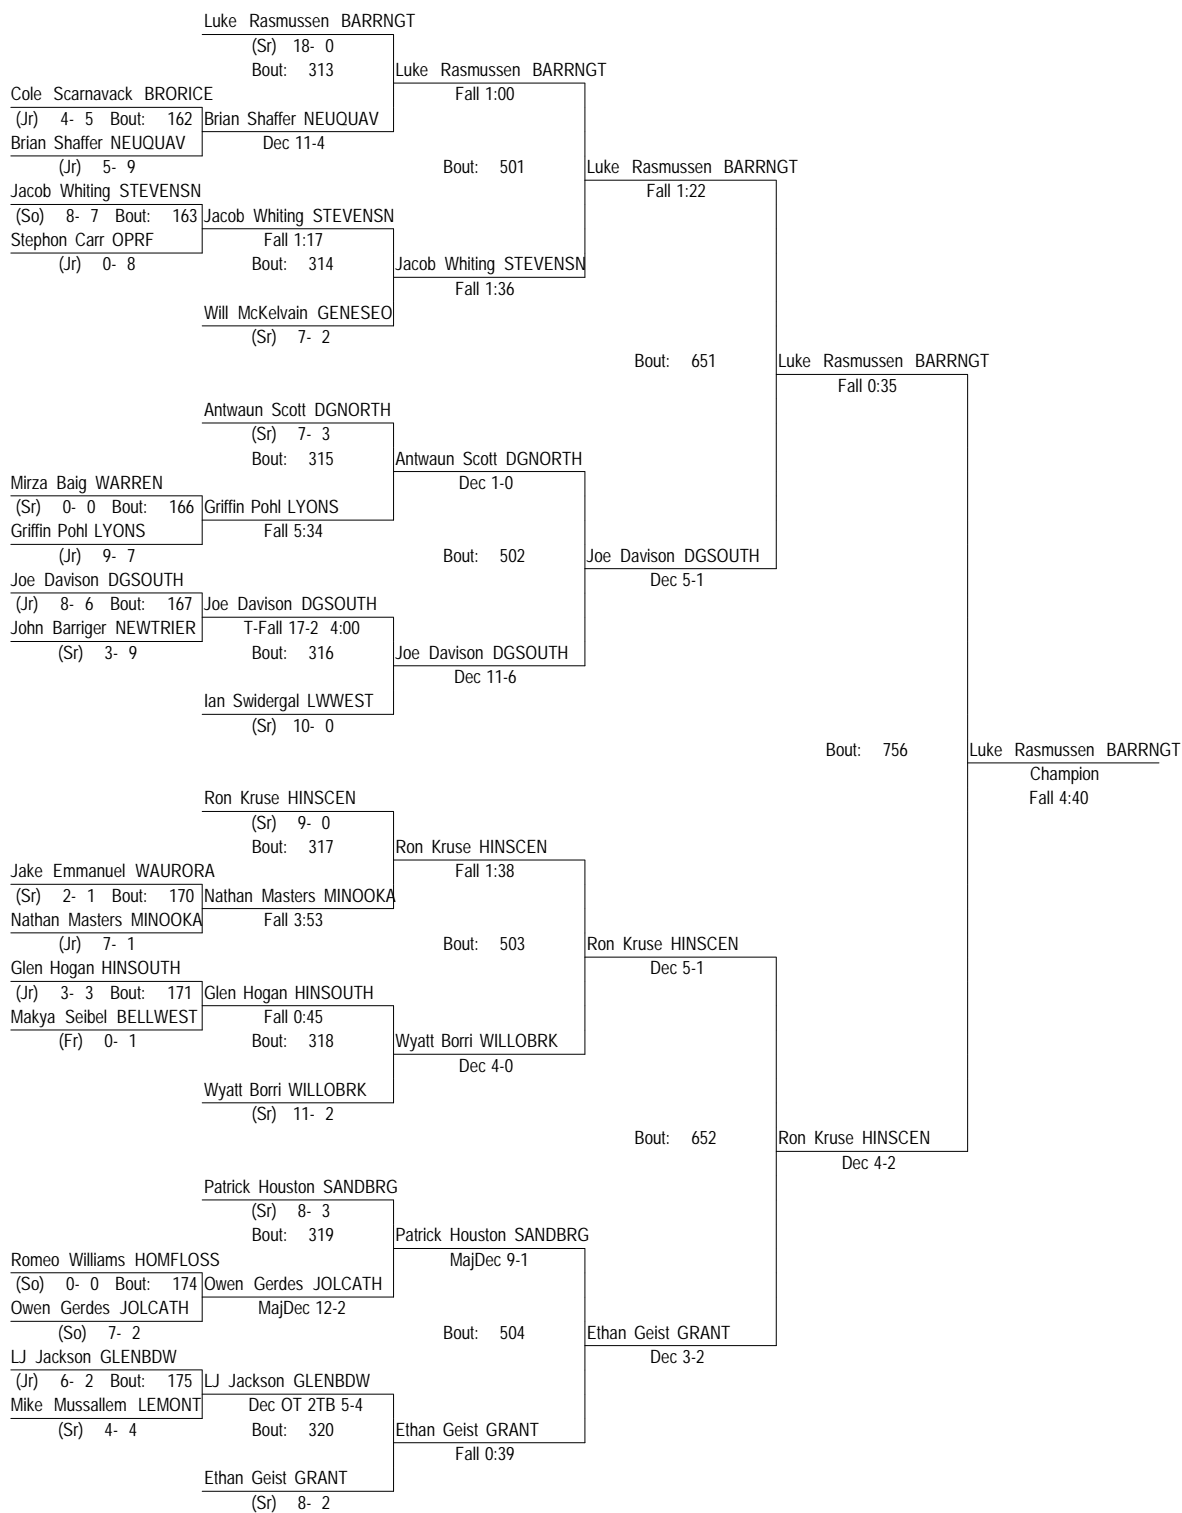 Luke Rasmussen BARRNGT
(Sr) 18- 0
Bout: 313
Luke Rasmussen BARRNGT
Fall 1:00
Cole Scarnavack BRORICE
(Jr) 4- 5 Bout: 162
Brian Shaffer NEUQUAV
Dec 11-4
Brian Shaffer NEUQUAV
(Jr) 5- 9
Bout: 501
Luke Rasmussen BARRNGT
Fall 1:22
Jacob Whiting STEVENSN
(So) 8- 7 Bout: 163
Jacob Whiting STEVENSN
Fall 1:17
Stephon Carr OPRF
(Jr) 0- 8
Bout: 314
Jacob Whiting STEVENSN
Fall 1:36
Will McKelvain GENESEO
(Sr) 7- 2
Bout: 651
Luke Rasmussen BARRNGT
Fall 0:35
Antwaun Scott DGNORTH
(Sr) 7- 3
Bout: 315
Antwaun Scott DGNORTH
Dec 1-0
Mirza Baig WARREN
(Sr) 0- 0 Bout: 166
Griffin Pohl LYONS
Fall 5:34
Griffin Pohl LYONS
(Jr) 9- 7
Bout: 502
Joe Davison DGSOUTH
Dec 5-1
Joe Davison DGSOUTH
(Jr) 8- 6 Bout: 167
Joe Davison DGSOUTH
T-Fall 17-2 4:00
John Barriger NEWTRIER
(Sr) 3- 9
Bout: 316
Joe Davison DGSOUTH
Dec 11-6
Ian Swidergal LWWEST
(Sr) 10- 0
Bout: 756
Luke Rasmussen BARRNGT
Champion
Fall 4:40
Ron Kruse HINSCEN
(Sr) 9- 0
Bout: 317
Ron Kruse HINSCEN
Fall 1:38
Jake Emmanuel WAURORA
(Sr) 2- 1 Bout: 170
Nathan Masters MINOOKA
Fall 3:53
Nathan Masters MINOOKA
(Jr) 7- 1
Bout: 503
Ron Kruse HINSCEN
Dec 5-1
Glen Hogan HINSOUTH
(Jr) 3- 3 Bout: 171
Glen Hogan HINSOUTH
Fall 0:45
Makya Seibel BELLWEST
(Fr) 0- 1
Bout: 318
Wyatt Borri WILLOBRK
Dec 4-0
Wyatt Borri WILLOBRK
(Sr) 11- 2
Bout: 652
Ron Kruse HINSCEN
Dec 4-2
Patrick Houston SANDBRG
(Sr) 8- 3
Bout: 319
Patrick Houston SANDBRG
MajDec 9-1
Romeo Williams HOMFLOSS
(So) 0- 0 Bout: 174
Owen Gerdes JOLCATH
MajDec 12-2
Owen Gerdes JOLCATH
(So) 7- 2
Bout: 504
Ethan Geist GRANT
Dec 3-2
LJ Jackson GLENBDW
(Jr) 6- 2 Bout: 175
LJ Jackson GLENBDW
Dec OT 2TB 5-4
Mike Mussallem LEMONT
(Sr) 4- 4
Bout: 320
Ethan Geist GRANT
Fall 0:39
Ethan Geist GRANT
(Sr) 8- 2